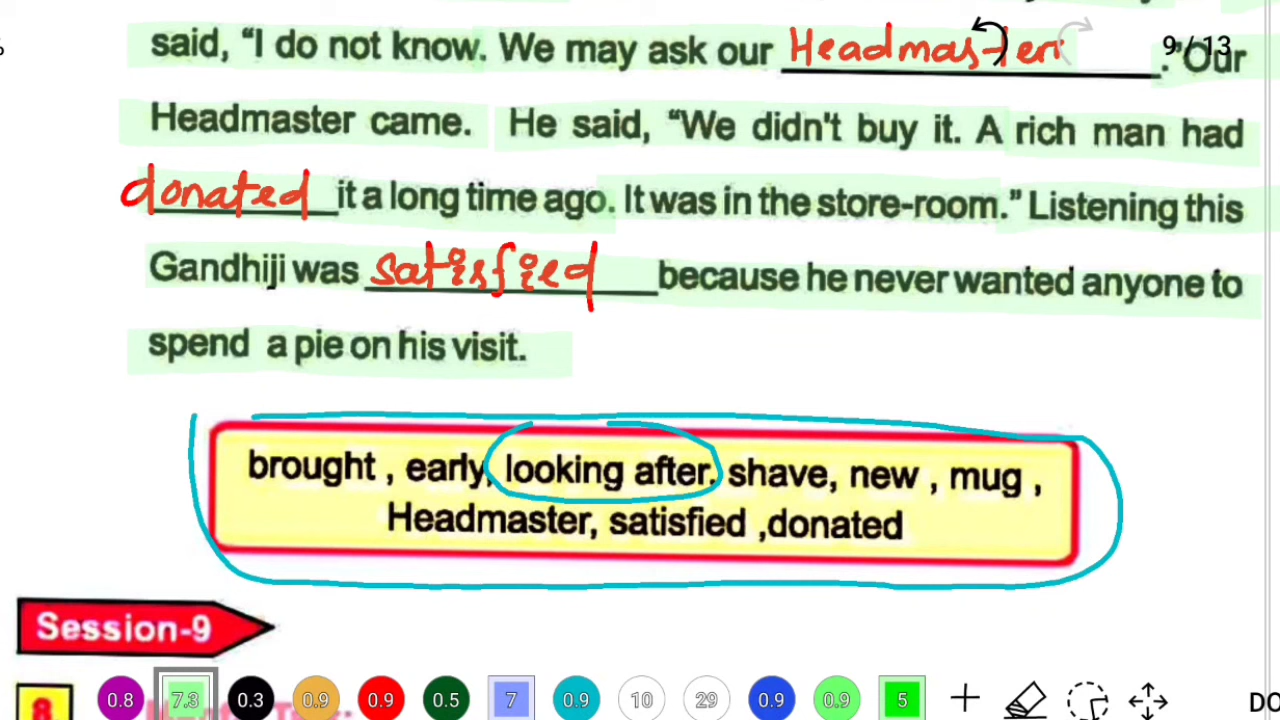 said, “I do not know. We may ask our Headmaster ."Our
9 / 13
Headmaster came. He said, “We didn't buy it. A rich man had
donated it a long time ago. It was in the store-room.” Listening this
Gandhiji was satisfied because he never wanted anyone to
spend a pie on his visit.
brought , early, looking after. shave, new , mug ,
Headmaster, satisfied ,donated
Session-9
8
0.8 7.3 0.3 0.9 0.9 0.5 7 0.9 10 29 0.9 0.9 5 DO